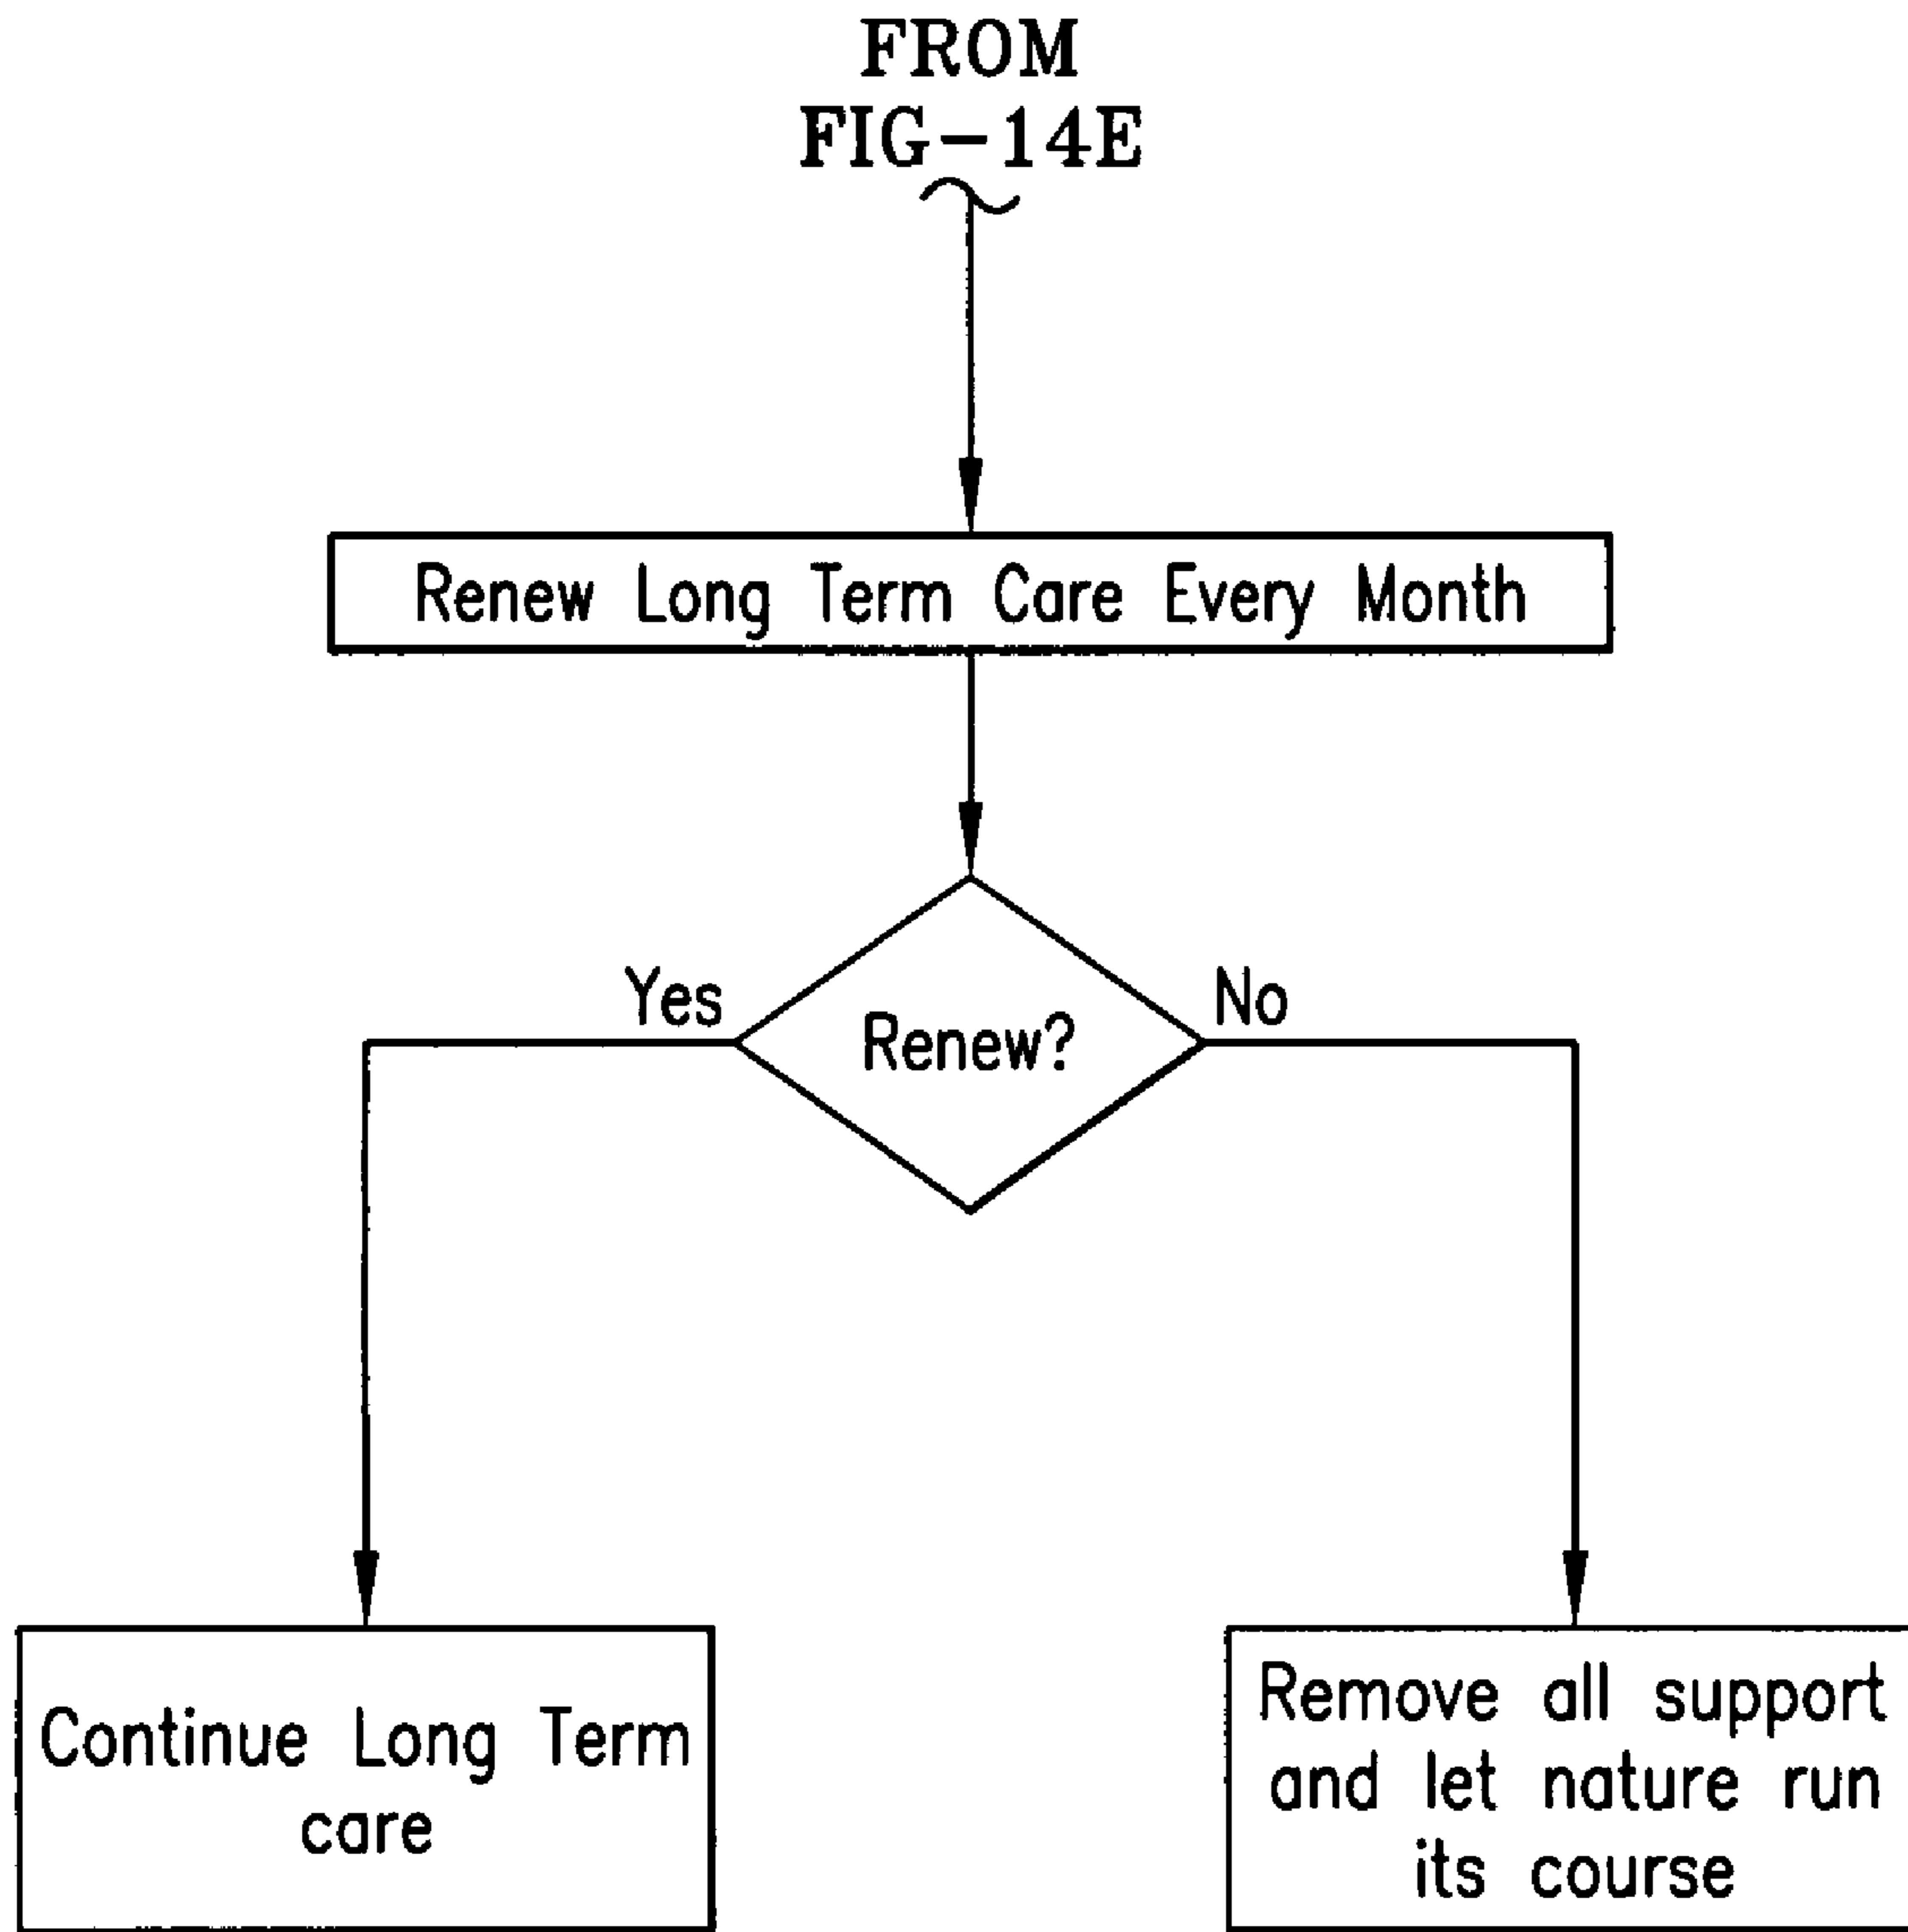 FROM
FIG-14E
Renew Long Term Care Every Month
Yes
No
Renew?
Continue Long Term
care
Remove all support
and let nature run
its course